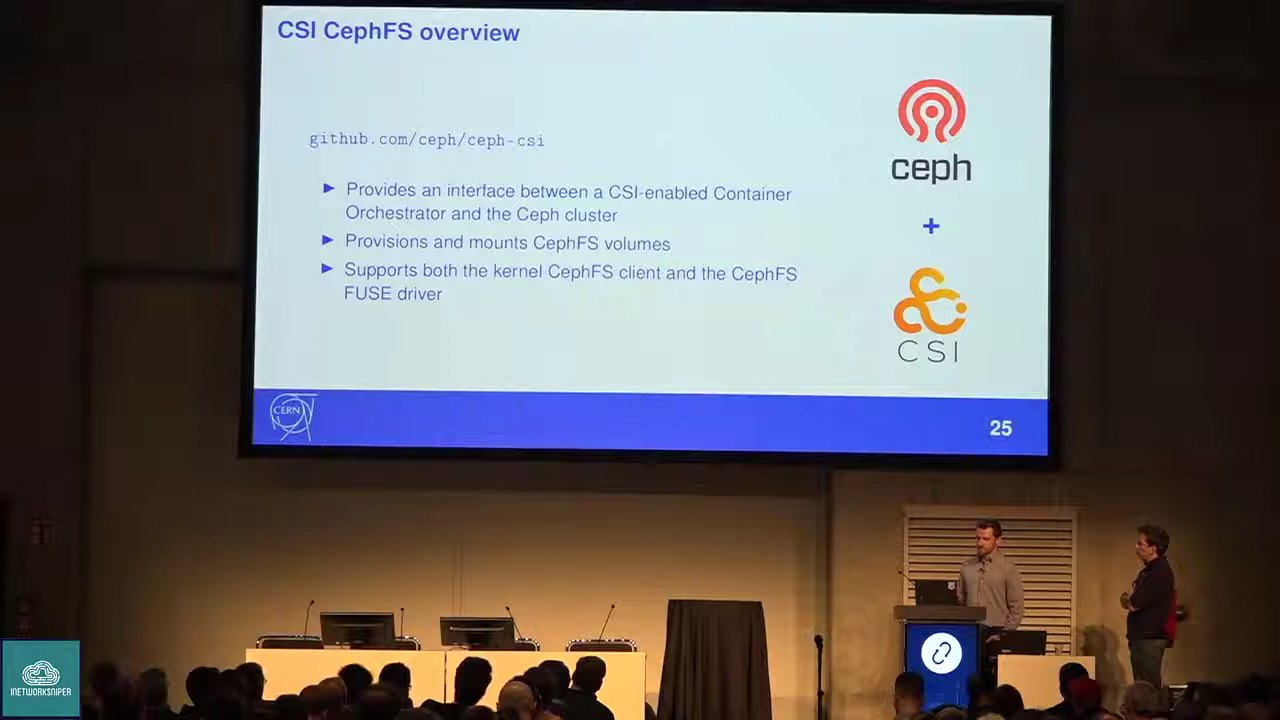 CSI CephFS overview
github.com/ceph/ceph-csi
Provides an interface between a CSI-enabled Container
Orchestrator and the Ceph cluster
Provisions and mounts CephFS volumes
Supports both the kernel CephFS client and the CephFS
FUSE driver
ceph
+
CSI
CERN
25
INETWORKSNIPER